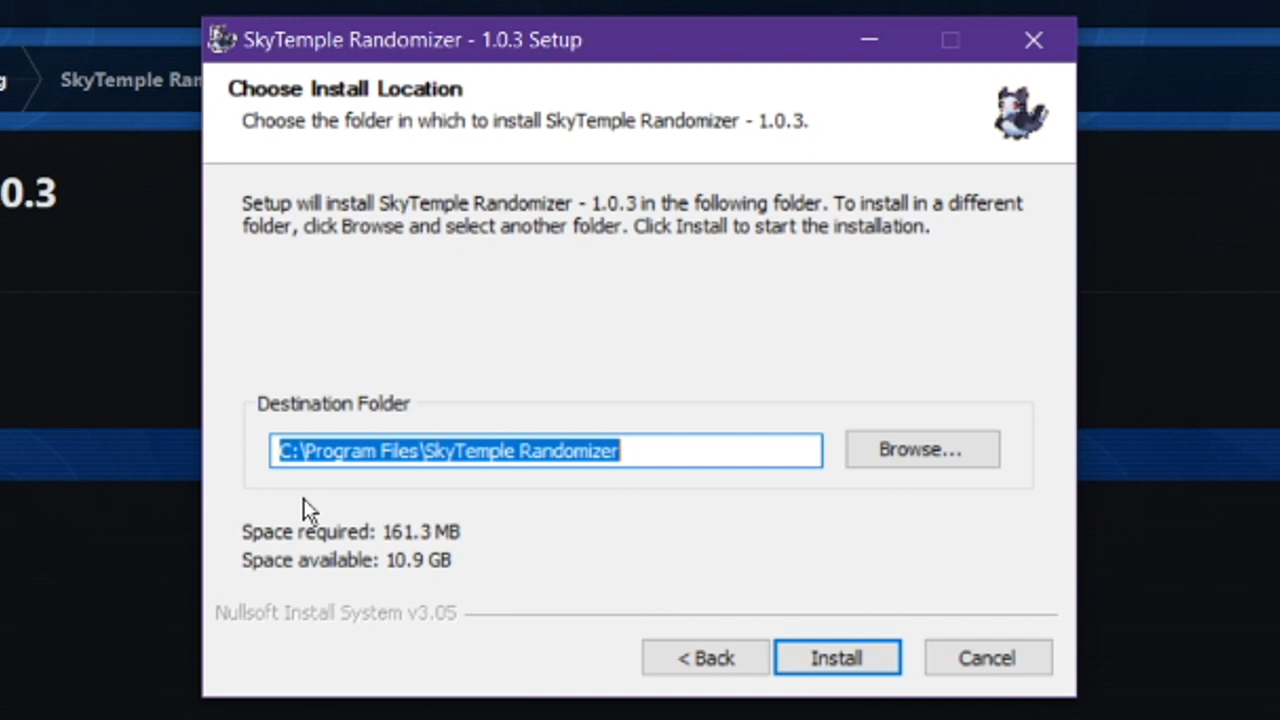 SkyTemple Randomizer - 1.0.3 Setup
g
SkyTemple Ran
Choose Install Location
Choose the folder in which to install SkyTemple Randomizer - 1.0.3.
0.3
Setup will install SkyTemple Randomizer - 1.0.3 in the following folder. To install in a different
folder, click Browse and select another folder. Click Install to start the installation.
Destination Folder
C:\Program Files\SkyTemple Randomizer
Browse...
Space required: 161.3 MB
Space available: 10.9 GB
Nullsoft Install System v3.05
< Back
Install
Cancel